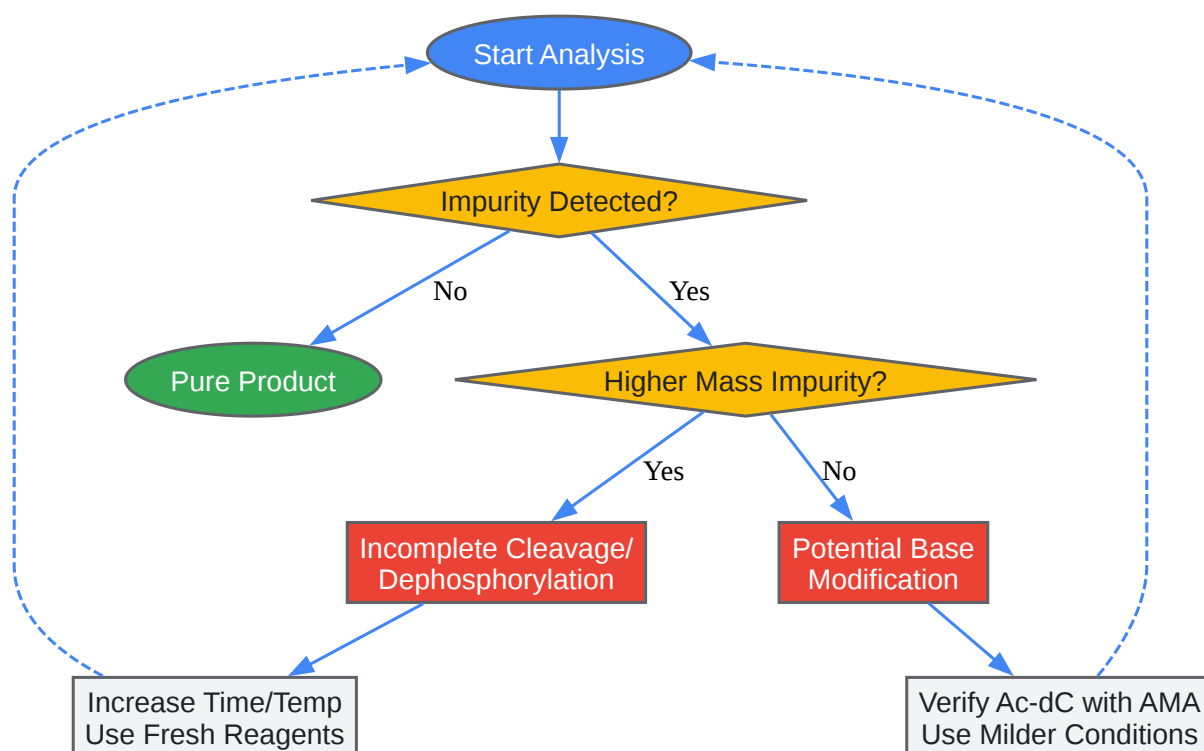 Start Analysis
Impurity Detected?
No
Yes
Pure Product
Higher Mass Impurity?
Yes
No
Incomplete Cleavage/
Dephosphorylation
Potential Base
Modification
Increase Time/Temp
Use Fresh Reagents
Verify Ac-dC with AMA
Use Milder Conditions